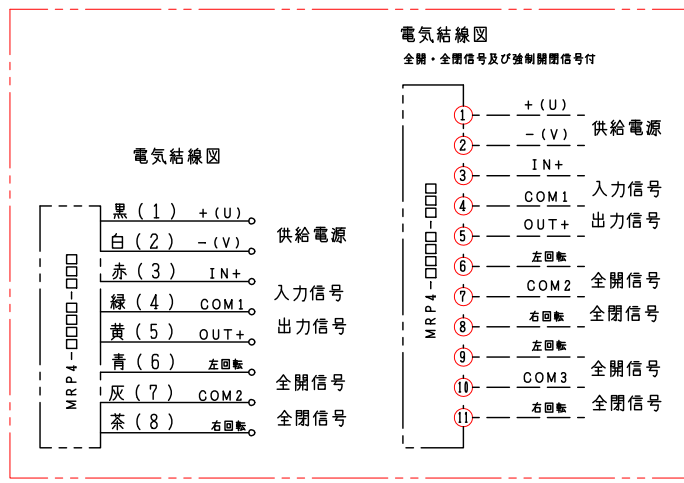 電気結線図
MRP4-□□□□-□□□
黒(1) +(U)
白(2) -(V)
供給電源
赤(3) IN+
入力信号
緑(4) COM1
出力信号
黄(5) OUT+
青(6) 左回転
全開信号
灰(7) COM2
全閉信号
茶(8) 右回転
電気結線図
全開・全閉信号及び強制開閉信号付
MRP4-□□□□-□□
① +(U)
供給電源
② -(V)
③ IN+
入力信号
④ COM1
出力信号
⑤ OUT+
⑥ 左回転
全開信号
⑦ COM2
全閉信号
⑧ 右回転
⑨ 左回転
全開信号
⑩ COM3
全閉信号
⑪ 右回転